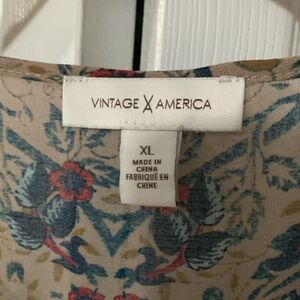 VINTAGE AMERICA
XL
MADE IN
CHINA
FABRIQUÉ EN
CHINE